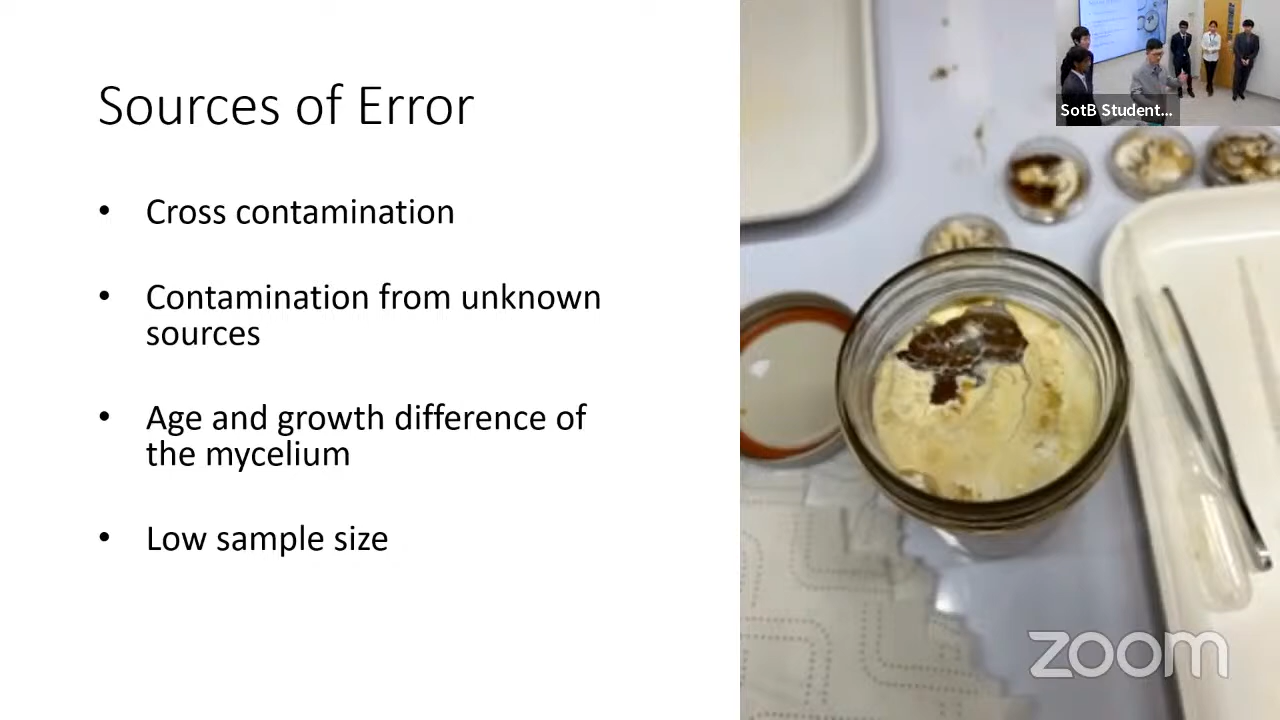 Sources of Error
• Cross contamination
• Contamination from unknown
sources
• Age and growth difference of
the mycelium
• Low sample size
SotB Student...
zoom